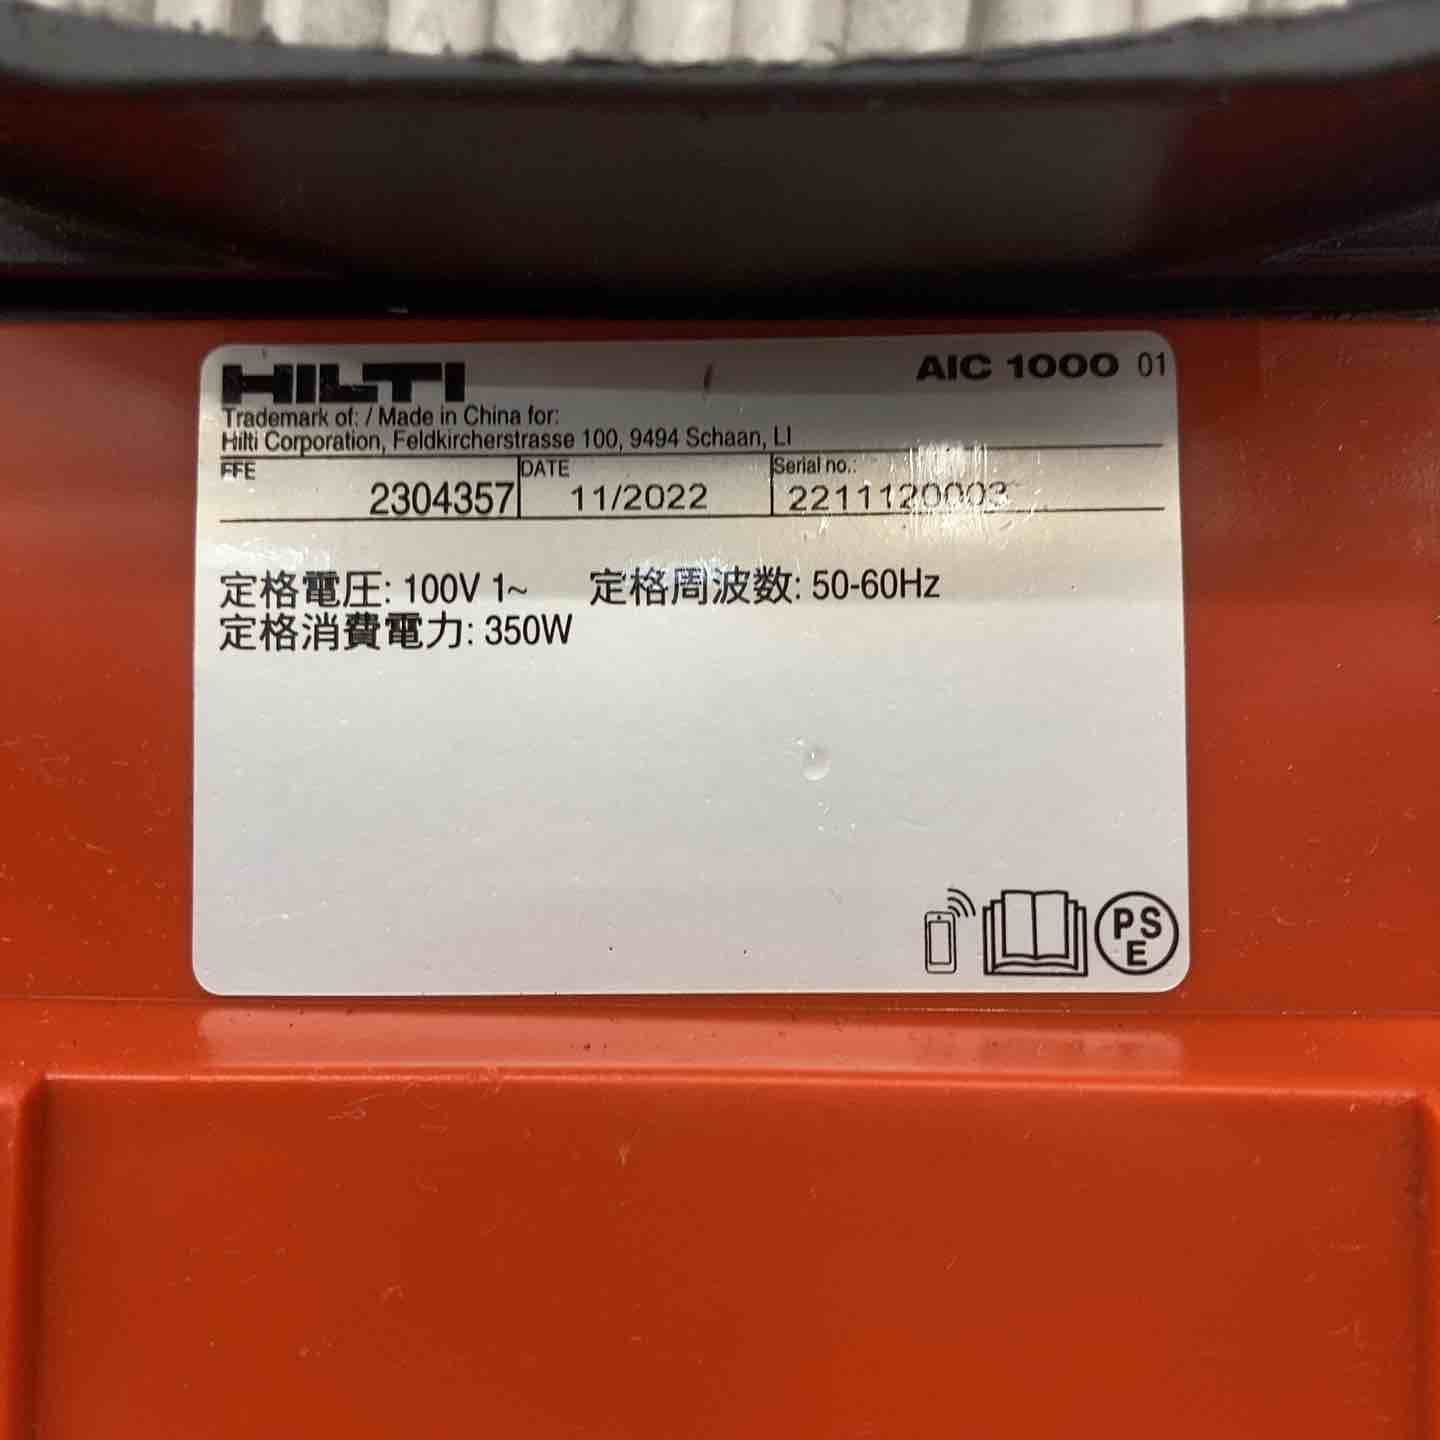 HILTI
AIC 1000 01
Trademark of: / Made in China for:
Hilti Corporation, Feldkircherstrasse 100, 9494 Schaan, LI
FFE DATE Serial no.:
2304357 11/2022 2211120003
定格電圧: 100V 1~ 定格周波数: 50-60Hz
定格消費電力: 350W
PS
E